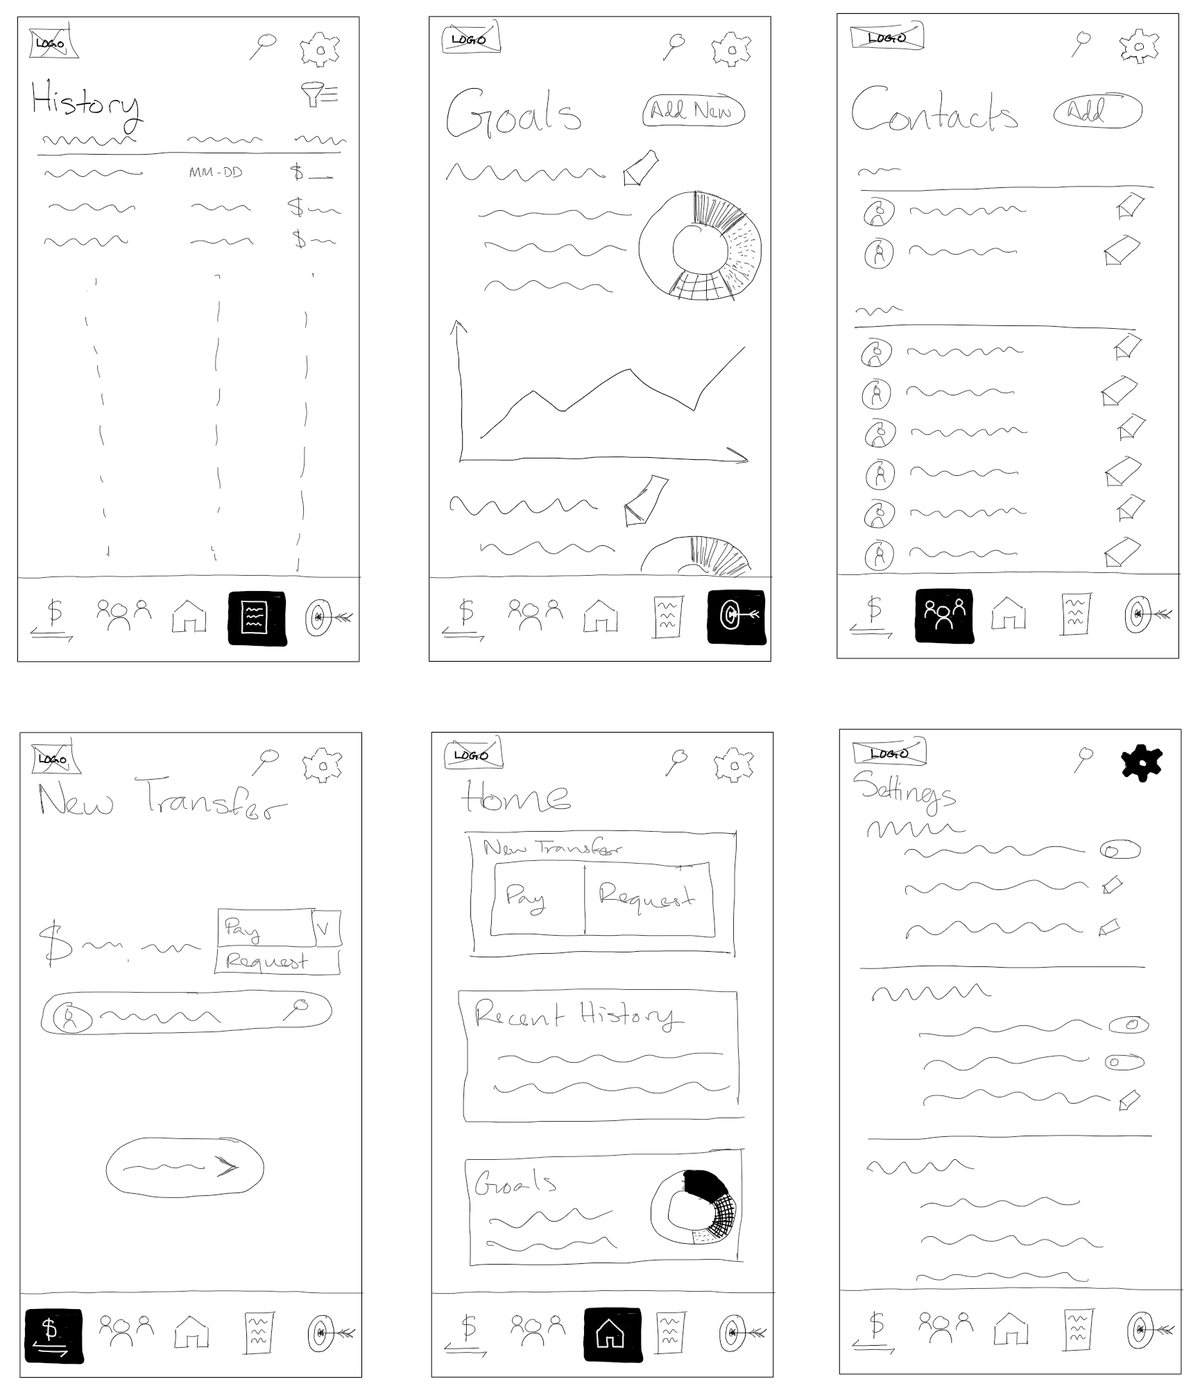 LOGO
History
MM-DD
$
$
$
$
LOGO
Goals
Add New
$
LOGO
Contacts
Add
$
LOGO
New Transfer
$
Pay
V
Request
$
LOGO
Home
New Transfer
Pay
Request
Recent History
Goals
$
LOGO
Settings
$